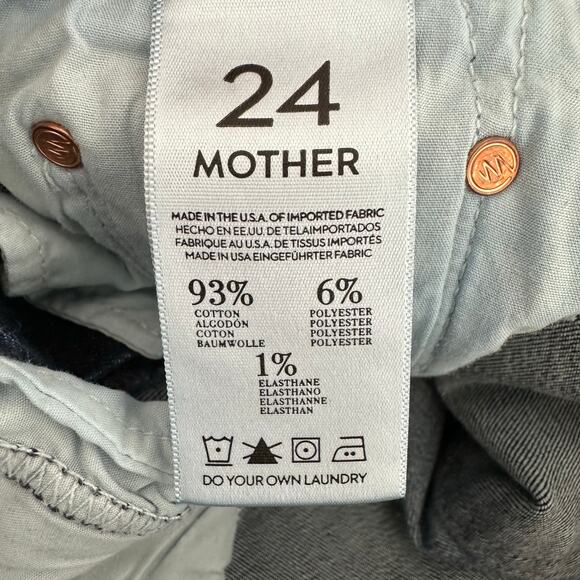 24
MOTHER
MADE IN THE U.S.A. OF IMPORTED FABRIC
HECHO EN EE.UU. DE TELAIMPORTADOS
FABRIQUE AU U.S.A. DE TISSUS IMPORTÉS
MADE IN USA EINGEFÜHRTER FABRIC
93%
COTTON
ALGODÓN
COTON
BAUMWOLLE
6%
POLYESTER
POLYESTER
POLYESTER
POLYESTER
1%
ELASTHANE
ELASTHANO
ELASTHANNE
ELASTHAN
DO YOUR OWN LAUNDRY